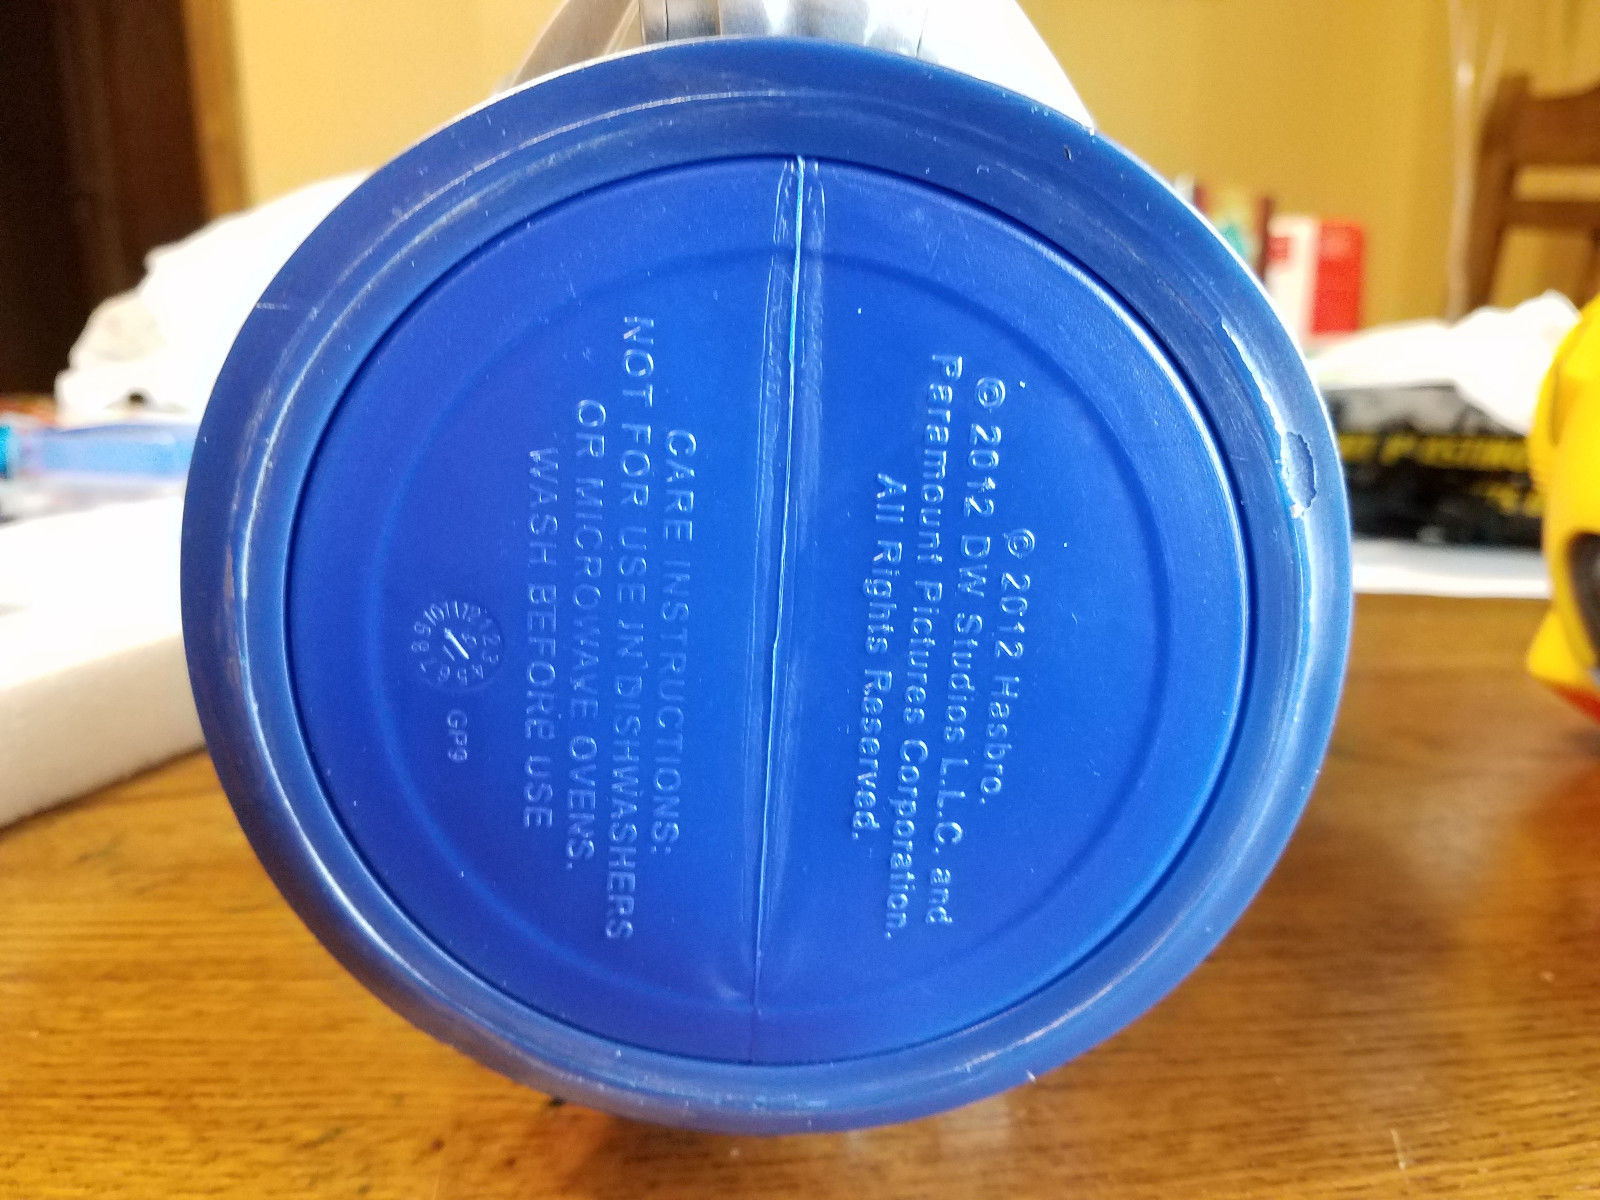 © 2012 Hasbro.
© 2012 DW Studios L.L.C. and
Paramount Pictures Corporation.
All Rights Reserved.
CARE INSTRUCTIONS:
NOT FOR USE IN DISHWASHERS
OR MICROWAVE OVENS.
WASH BEFORE USE
GP9